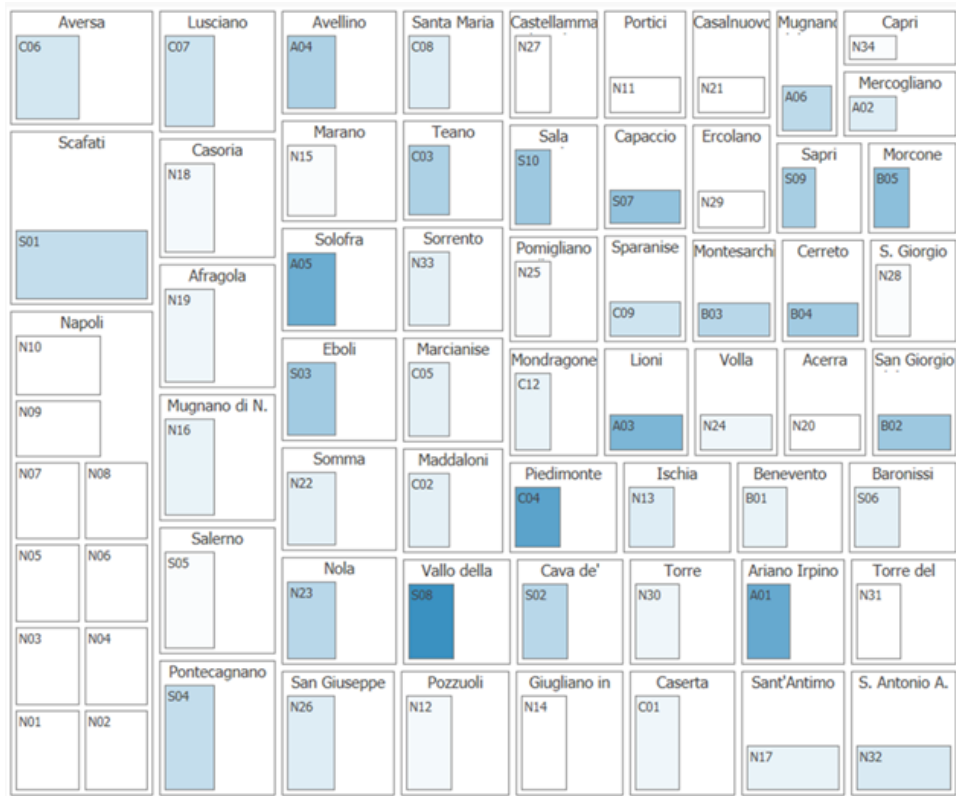 Aversa
C06
Lusciano
C07
Avellino
A04
Santa Maria
C08
Castellamma
N27
Portici
N11
Casalnuovo
N21
Mugnano
A06
Capri
N34
Mercogliano
A02
Scafati
S01
Casoria
N18
Marano
N15
Teano
C03
Sala
S10
Capaccio
S07
Ercolano
N29
Sapri
S09
Morcone
B05
Afragola
N19
Solofra
A05
Sorrento
N33
Pomigliano
N25
Sparanise
C09
Montesarchi
B03
Cerreto
B04
S. Giorgio
N28
Napoli
N10
N09
N07
N08
N05
N06
N03
N04
N01
N02
Mugnano di N.
N16
Eboli
S03
Marcianise
C05
Mondragone
C12
Lioni
A03
Volla
N24
Acerra
N20
San Giorgio
B02
Somma
N22
Maddaloni
C02
Piedimonte
C04
Ischia
N13
Benevento
B01
Baronissi
S06
Salerno
S05
Nola
N23
Vallo della
S08
Cava de'
S02
Torre
N30
Ariano Irpino
A01
Torre del
N31
Pontecagnano
S04
San Giuseppe
N26
Pozzuoli
N12
Giugliano in
N14
Caserta
C01
Sant'Antimo
N17
S. Antonio A.
N32